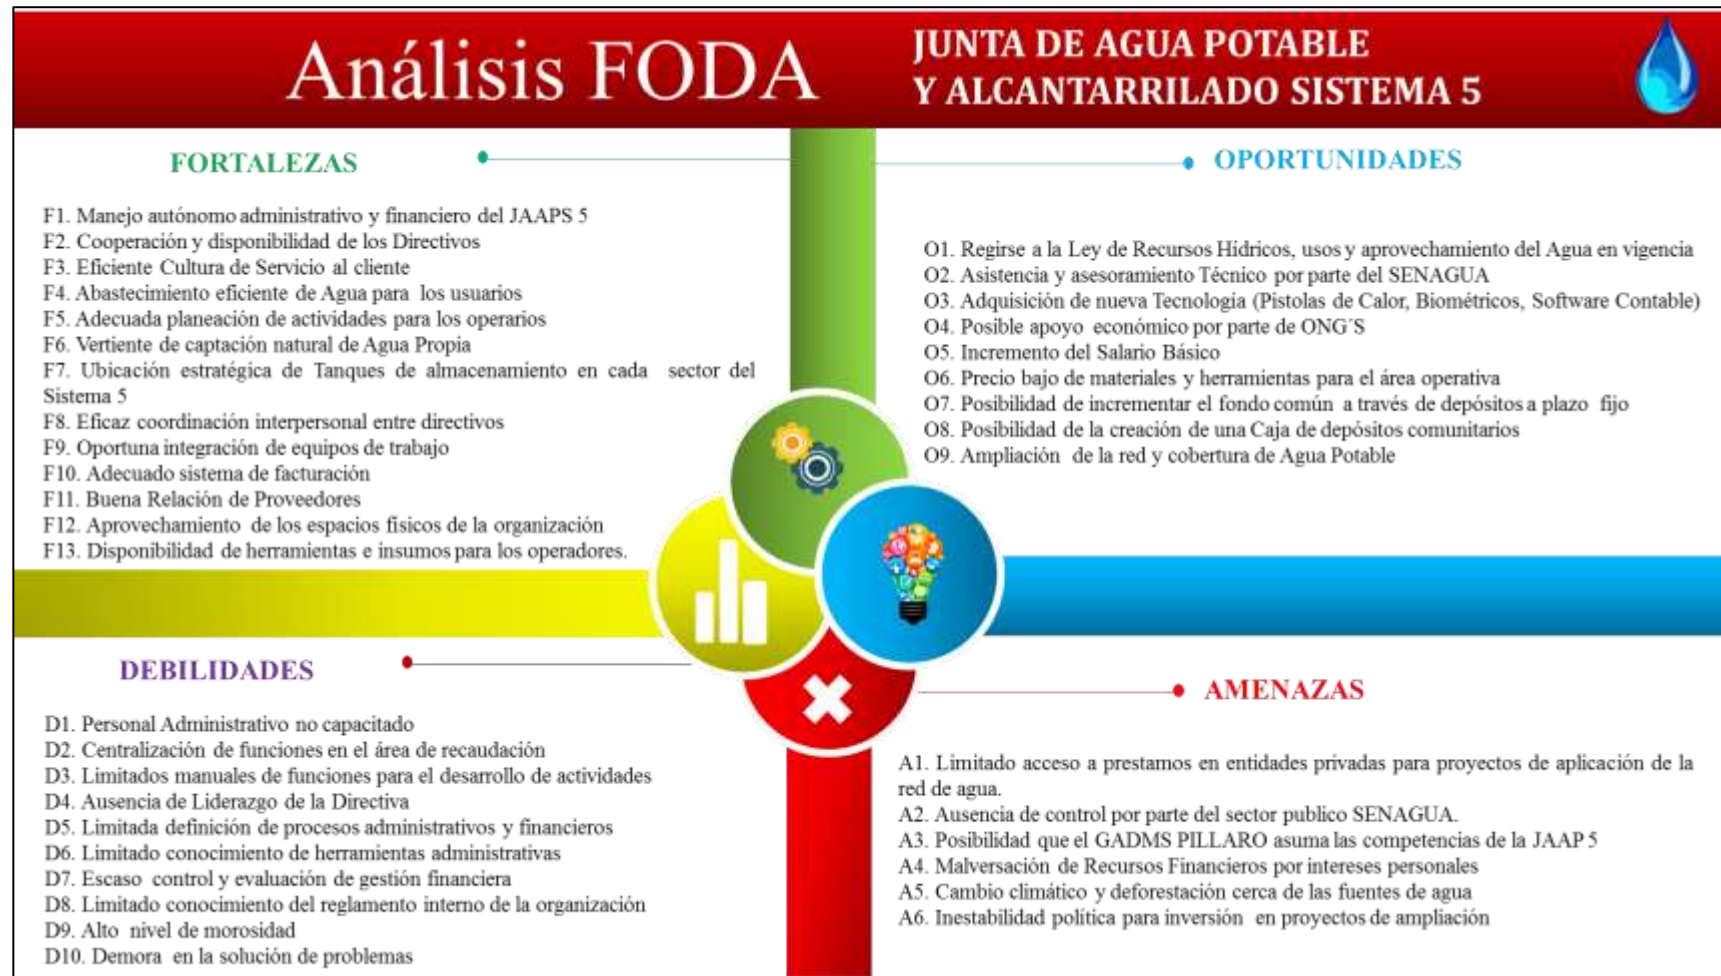 Análisis FODA
JUNTA DE AGUA POTABLE
Y ALCANTARRILADO SISTEMA 5
FORTALEZAS
F1. Manejo autónomo administrativo y financiero del JAAPS 5
F2. Cooperación y disponibilidad de los Directivos
F3. Eficiente Cultura de Servicio al cliente
F4. Abastecimiento eficiente de Agua para los usuarios
F5. Adecuada planeación de actividades para los operarios
F6. Vertiente de captación natural de Agua Propia
F7. Ubicación estratégica de Tanques de almacenamiento en cada sector del
Sistema 5
F8. Eficaz coordinación interpersonal entre directivos
F9. Oportuna integración de equipos de trabajo
F10. Adecuado sistema de facturación
F11. Buena Relación de Proveedores
F12. Aprovechamiento de los espacios físicos de la organización
F13. Disponibilidad de herramientas e insumos para los operadores.
OPORTUNIDADES
O1. Regirse a la Ley de Recursos Hídricos, usos y aprovechamiento del Agua en vigencia
O2. Asistencia y asesoramiento Técnico por parte del SENAGUA
O3. Adquisición de nueva Tecnología (Pistolas de Calor, Biométricos, Software Contable)
O4. Posible apoyo económico por parte de ONG´S
O5. Incremento del Salario Básico
O6. Precio bajo de materiales y herramientas para el área operativa
O7. Posibilidad de incrementar el fondo común a través de depósitos a plazo fijo
O8. Posibilidad de la creación de una Caja de depósitos comunitarios
O9. Ampliación de la red y cobertura de Agua Potable
DEBILIDADES
D1. Personal Administrativo no capacitado
D2. Centralización de funciones en el área de recaudación
D3. Limitados manuales de funciones para el desarrollo de actividades
D4. Ausencia de Liderazgo de la Directiva
D5. Limitada definición de procesos administrativos y financieros
D6. Limitado conocimiento de herramientas administrativas
D7. Escaso control y evaluación de gestión financiera
D8. Limitado conocimiento del reglamento interno de la organización
D9. Alto nivel de morosidad
D10. Demora en la solución de problemas
AMENAZAS
A1. Limitado acceso a prestamos en entidades privadas para proyectos de aplicación de la
red de agua.
A2. Ausencia de control por parte del sector publico SENAGUA.
A3. Posibilidad que el GADMS PILLARO asuma las competencias de la JAAP 5
A4. Malversación de Recursos Financieros por intereses personales
A5. Cambio climático y deforestación cerca de las fuentes de agua
A6. Inestabilidad política para inversión en proyectos de ampliación